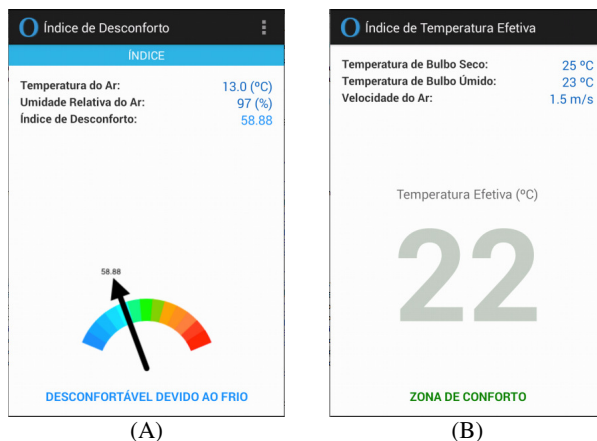 Índice de Desconforto
ÍNDICE
Temperatura do Ar: 13.0 (ºC)
Umidade Relativa do Ar: 97 (%)
Índice de Desconforto: 58.88
58.88
DESCONFORTÁVEL DEVIDO AO FRIO
(A)
Índice de Temperatura Efetiva
Temperatura de Bulbo Seco: 25 ºC
Temperatura de Bulbo Úmido: 23 ºC
Velocidade do Ar: 1.5 m/s
Temperatura Efetiva (ºC)
22
ZONA DE CONFORTO
(B)